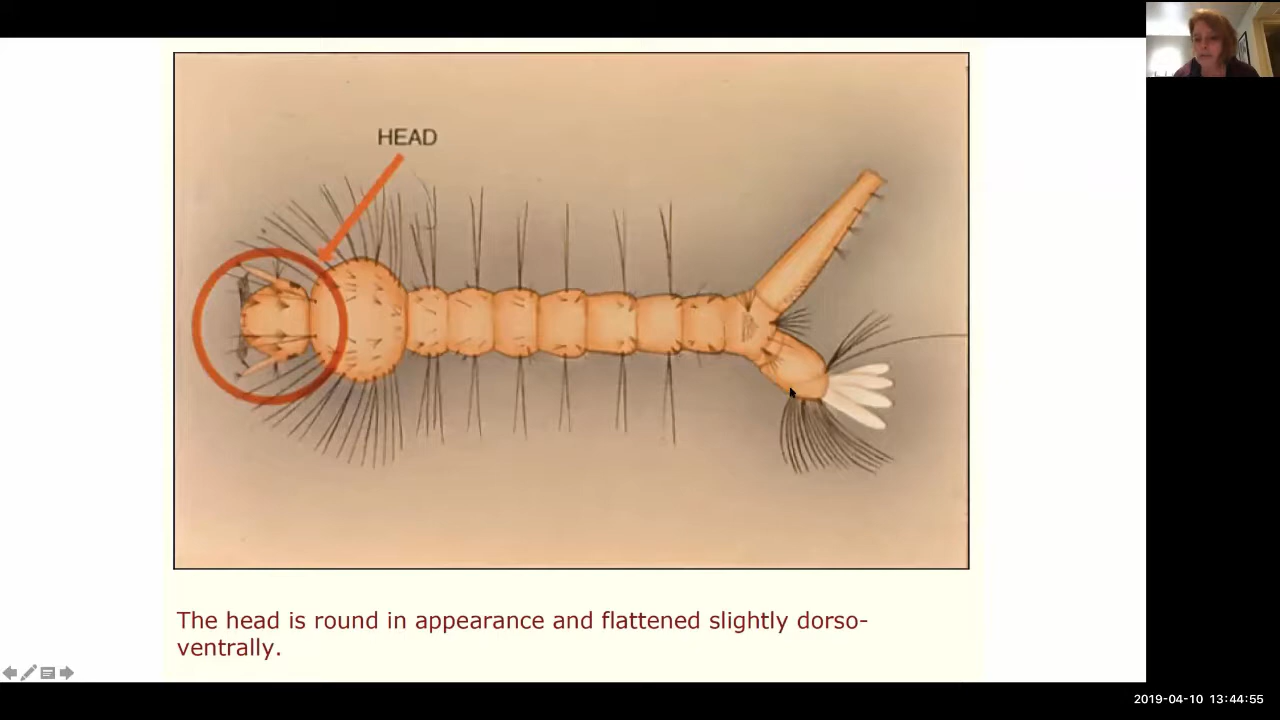 HEAD
The head is round in appearance and flattened slightly dorso-
ventrally.
2019-04-10 13:44:55